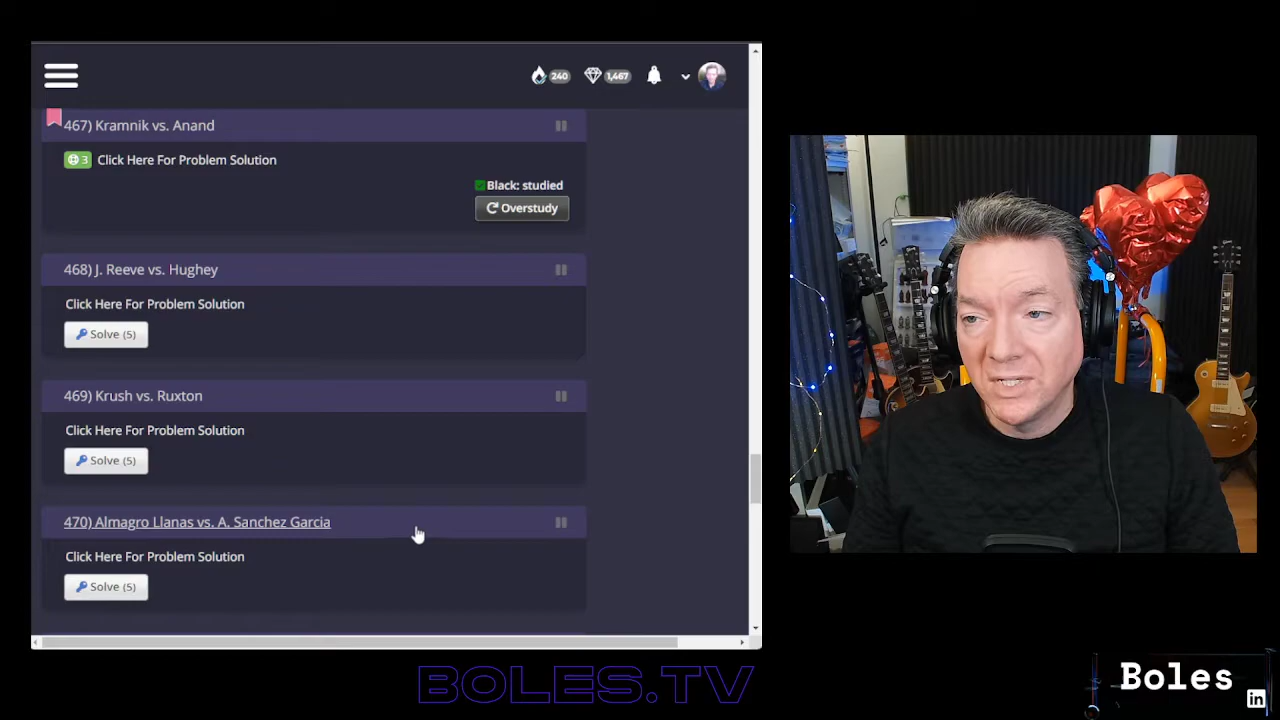 240
1,467
467) Kramnik vs. Anand
3 Click Here For Problem Solution
Black: studied
Overstudy
468) J. Reeve vs. Hughey
Click Here For Problem Solution
Solve (5)
469) Krush vs. Ruxton
Click Here For Problem Solution
Solve (5)
470) Almagro Llanas vs. A. Sanchez Garcia
Click Here For Problem Solution
Solve (5)
BOLES.TV
Boles
in